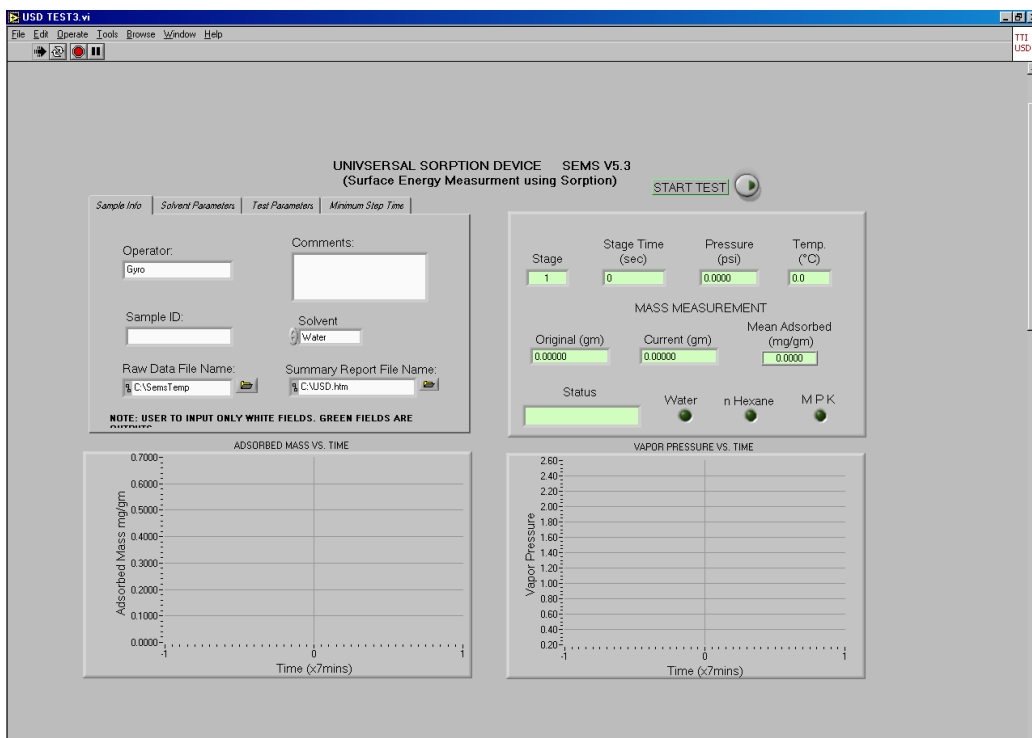 USD TEST3.vi
File Edit Operate Tools Browse Window Help
TTI
USD
UNIVSERSAL SORPTION DEVICE SEMS V5.3
(Surface Energy Measurment using Sorption)
START TEST
Sample Info Solvent Parameters Test Parameters Minimum Step Time
Operator:
Gyro
Comments:
Sample ID:
Solvent
Water
Raw Data File Name:
C:\SemsTemp
Summary Report File Name:
C:\USD.htm
NOTE: USER TO INPUT ONLY WHITE FIELDS. GREEN FIELDS ARE
Stage
1
Stage Time
(sec)
0
Pressure
(psi)
0.0000
Temp.
(°C)
0.0
MASS MEASUREMENT
Original (gm)
0.00000
Current (gm)
0.00000
Mean Adsorbed
(mg/gm)
0.0000
Status
Water n Hexane M P K
ADSORBED MASS VS. TIME
Adsorbed Mass mg/gm
0.7000
0.6000
0.5000
0.4000
0.3000
0.2000
0.1000
0.0000
-1 0 1
Time (x7mins)
VAPOR PRESSURE VS. TIME
Vapor Pressure
2.60
2.40
2.20
2.00
1.80
1.60
1.40
1.20
1.00
0.80
0.60
0.40
0.20
-1 0 1
Time (x7mins)